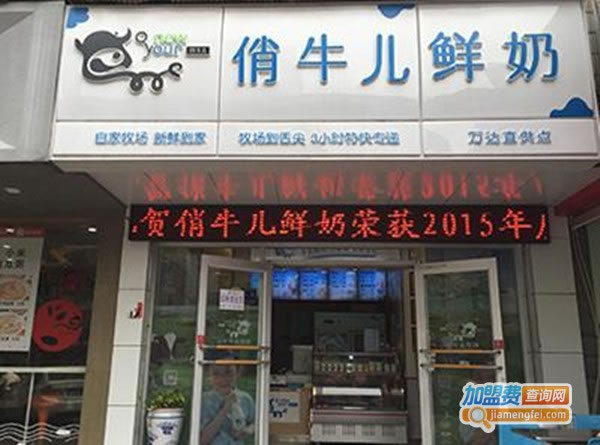 your
俏牛儿鲜奶
自家牧场 新鲜到家
牧场到舌尖 3小时特快专递
万达直供点
贺俏牛儿鲜奶荣获2015年
加盟费查询网
jiamengfei.com